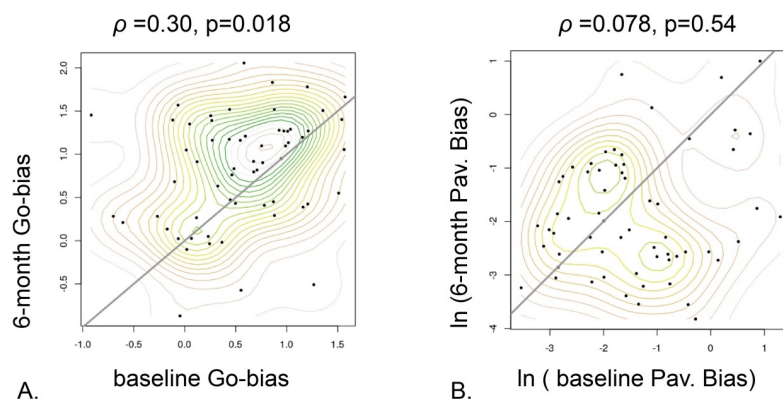 ρ =0.30, p=0.018
6-month Go-bias
2.0
1.5
1.0
0.5
0.0
-0.5
-1.0 -0.5 0.0 0.5 1.0 1.5
baseline Go-bias
A.
ρ =0.078, p=0.54
ln (6-month Pav. Bias)
1
0
-1
-2
-3
-4
-3 -2 -1 0 1
ln ( baseline Pav. Bias)
B.